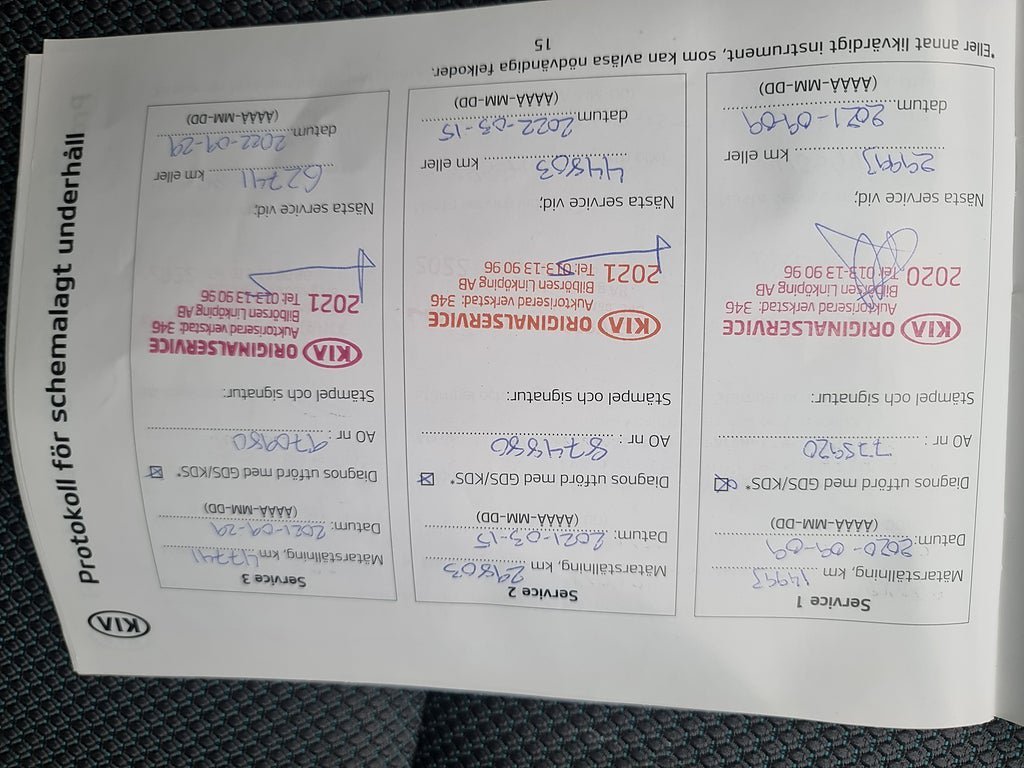 KIA
Protokoll för schemalagt underhåll
Service 1
Mätarställning, km 14993
Datum: 2020-09-09
(ÅÅÅÅ-MM-DD)
Diagnos utförd med GDS/KDS*
AO nr :
Stämpel och signatur:
KIA ORIGINALSERVICE
Auktoriserad verkstad: 346
Bilbörsen Linköping AB
2020 Tel: 013-13 90 96
Nästa service vid;
29993 km eller
datum 2021-09-09
(ÅÅÅÅ-MM-DD)
Service 2
Mätarställning, km 29803
Datum: 2021-03-15
(ÅÅÅÅ-MM-DD)
Diagnos utförd med GDS/KDS*
AO nr : 874880
Stämpel och signatur:
KIA ORIGINALSERVICE
Auktoriserad verkstad: 346
Bilbörsen Linköping AB
2021 Tel: 013-13 90 96
Nästa service vid;
44803 km eller
datum 2022-03-15
(ÅÅÅÅ-MM-DD)
Service 3
Mätarställning, km 47741
Datum: 2021-09-29
(ÅÅÅÅ-MM-DD)
Diagnos utförd med GDS/KDS*
AO nr : 970980
Stämpel och signatur:
KIA ORIGINALSERVICE
Auktoriserad verkstad: 346
Bilbörsen Linköping AB
2021 Tel: 013-13 90 96
Nästa service vid;
62741 km eller
datum 2022-09-29
(ÅÅÅÅ-MM-DD)
*Eller annat likvärdigt instrument, som kan avläsa nödvändiga felkoder.
15